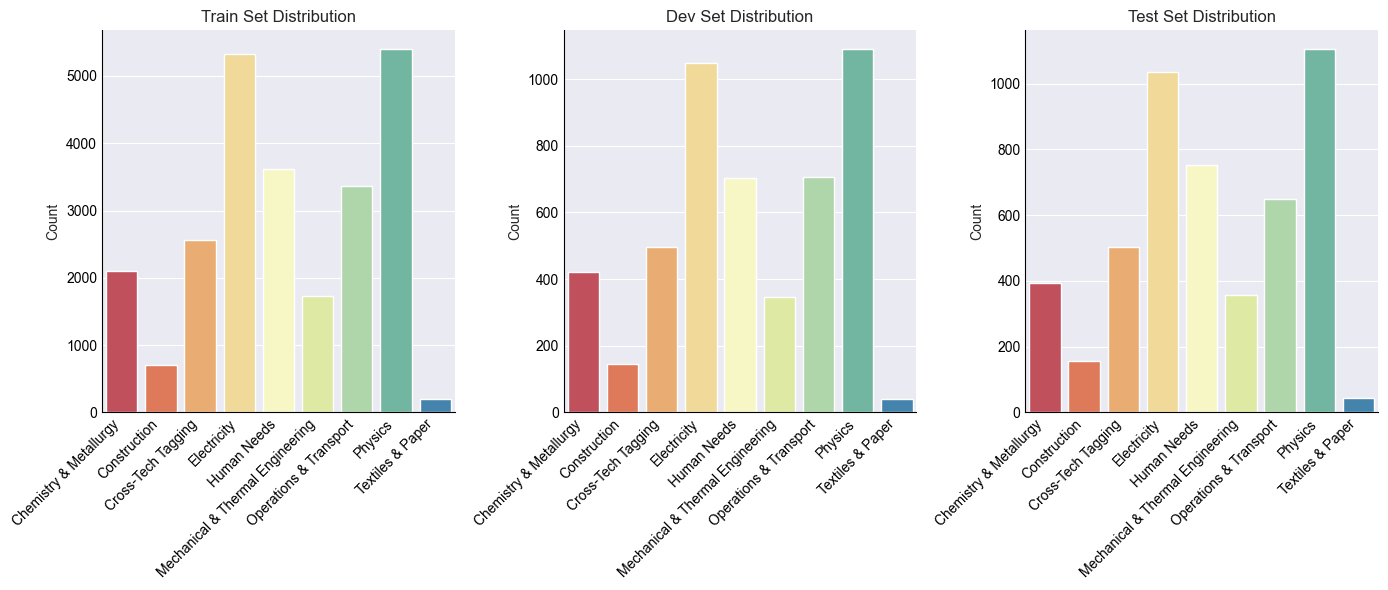 Train Set Distribution
Count
5000
4000
3000
2000
1000
0
Chemistry & Metallurgy
Construction
Cross-Tech Tagging
Electricity
Human Needs
Mechanical & Thermal Engineering
Operations & Transport
Physics
Textiles & Paper
Dev Set Distribution
Count
1000
800
600
400
200
0
Chemistry & Metallurgy
Construction
Cross-Tech Tagging
Electricity
Human Needs
Mechanical & Thermal Engineering
Operations & Transport
Physics
Textiles & Paper
Test Set Distribution
Count
1000
800
600
400
200
0
Chemistry & Metallurgy
Construction
Cross-Tech Tagging
Electricity
Human Needs
Mechanical & Thermal Engineering
Operations & Transport
Physics
Textiles & Paper